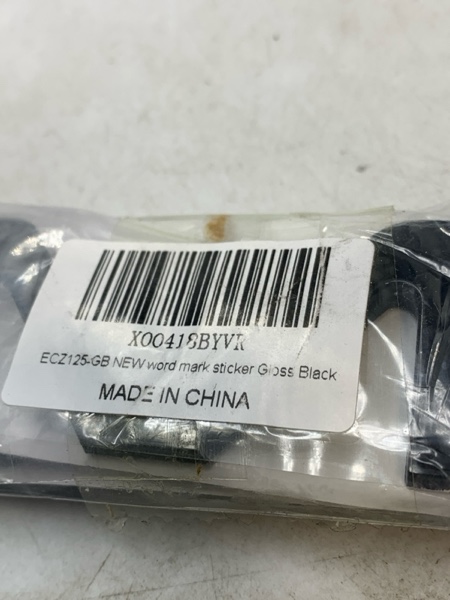 X00418BYVR
ECZ125-GB NEW word mark sticker Gloss Black
MADE IN CHINA